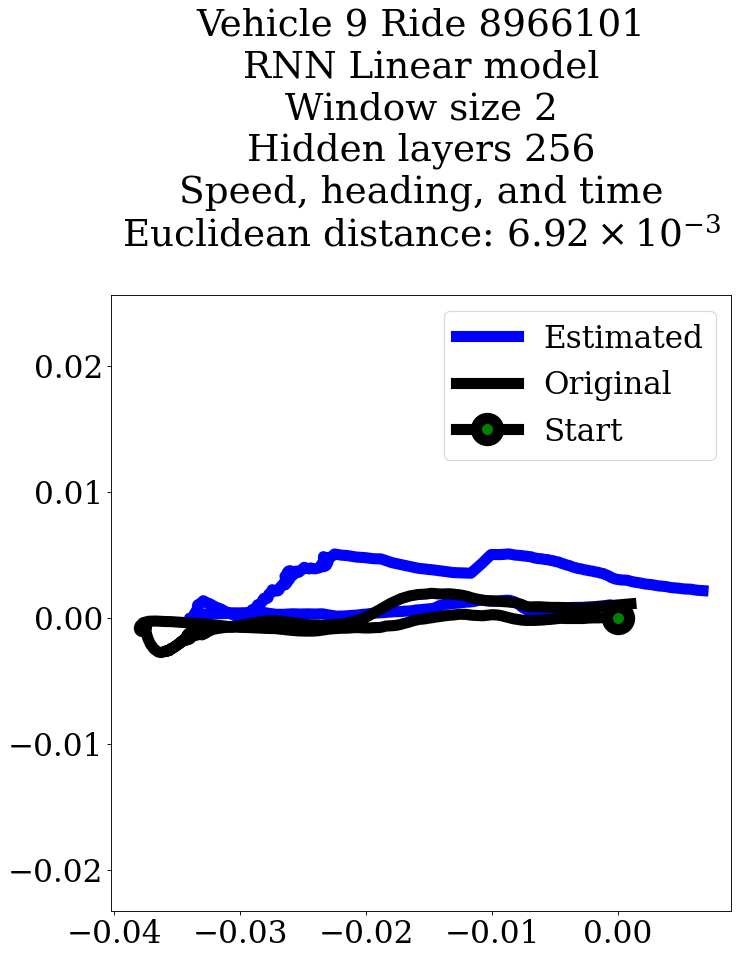 Vehicle 9 Ride 8966101
RNN Linear model
Window size 2
Hidden layers 256
Speed, heading, and time
Euclidean distance: 6.92 × 10⁻³
Estimated
Original
Start
0.02
0.01
0.00
−0.01
−0.02
−0.04 −0.03 −0.02 −0.01 0.00